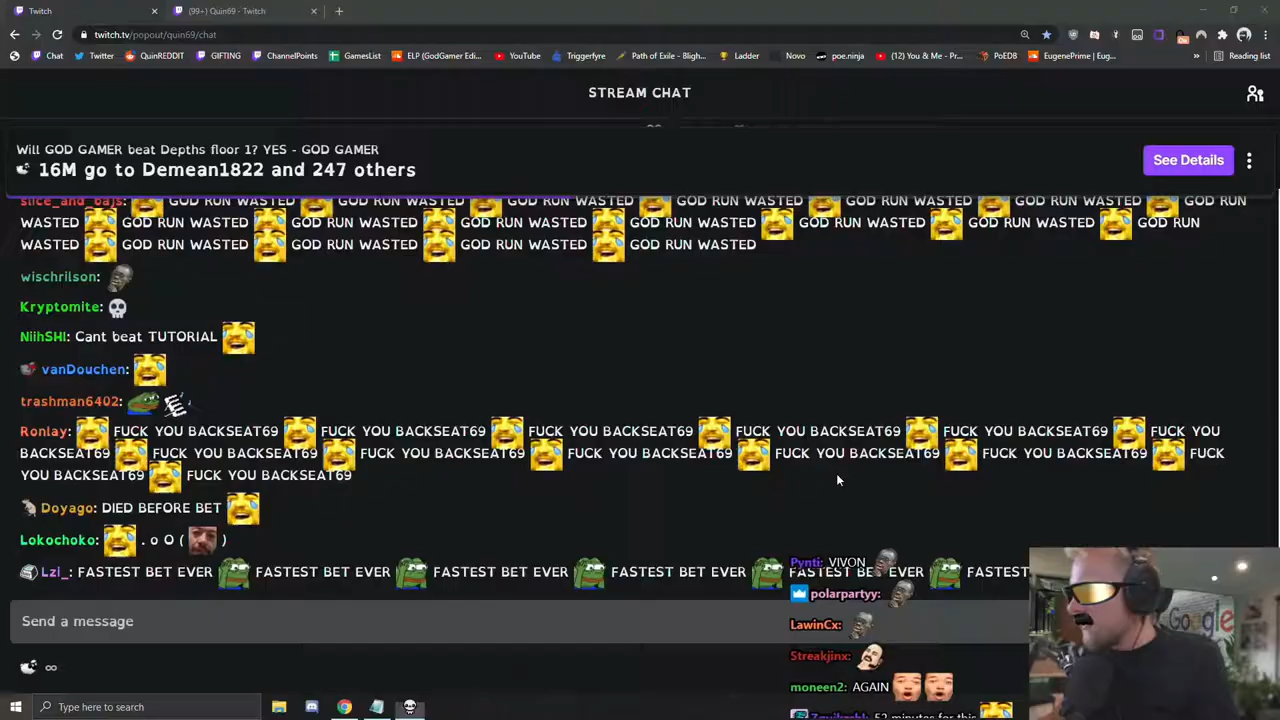 Twitch
(99+) Quin69 - Twitch
twitch.tv/popout/quin69/chat
Chat Twitter QuinREDDIT GIFTING ChannelPoints GamesList ELP (GodGamer Edi... YouTube Triggerfyre Path of Exile – Bligh... Ladder Novo poe.ninja (12) You & Me - Pr... PoEDB EugenePrime | Eug... Reading list
STREAM CHAT
Will GOD GAMER beat Depths floor 1? YES - GOD GAMER
16M go to Demean1822 and 247 others
See Details
slice_and_bajs: GOD RUN WASTED GOD RUN WASTED GOD RUN WASTED GOD RUN WASTED GOD RUN WASTED GOD RUN WASTED GOD RUN
WASTED GOD RUN WASTED GOD RUN WASTED GOD RUN WASTED GOD RUN WASTED GOD RUN WASTED GOD RUN WASTED GOD RUN
WASTED GOD RUN WASTED GOD RUN WASTED GOD RUN WASTED GOD RUN WASTED
wischrilson:
Kryptomite:
NiihSHI: Cant beat TUTORIAL
vanDouchen:
trashman6402:
Ronlay: FUCK YOU BACKSEAT69 FUCK YOU BACKSEAT69 FUCK YOU BACKSEAT69 FUCK YOU BACKSEAT69 FUCK YOU BACKSEAT69 FUCK YOU
BACKSEAT69 FUCK YOU BACKSEAT69 FUCK YOU BACKSEAT69 FUCK YOU BACKSEAT69 FUCK YOU BACKSEAT69 FUCK YOU BACKSEAT69 FUCK
YOU BACKSEAT69 FUCK YOU BACKSEAT69
Doyago: DIED BEFORE BET
Lokochoko: . o O ( )
Lzi_: FASTEST BET EVER FASTEST BET EVER FASTEST BET EVER FASTEST BET EVER FASTEST BET EVER FASTEST
Send a message
∞
Pynti: VIVON
polarpartyy:
LawinCx:
Streakjinx:
moneen2: AGAIN
52 minutes for this
Google
Type here to search